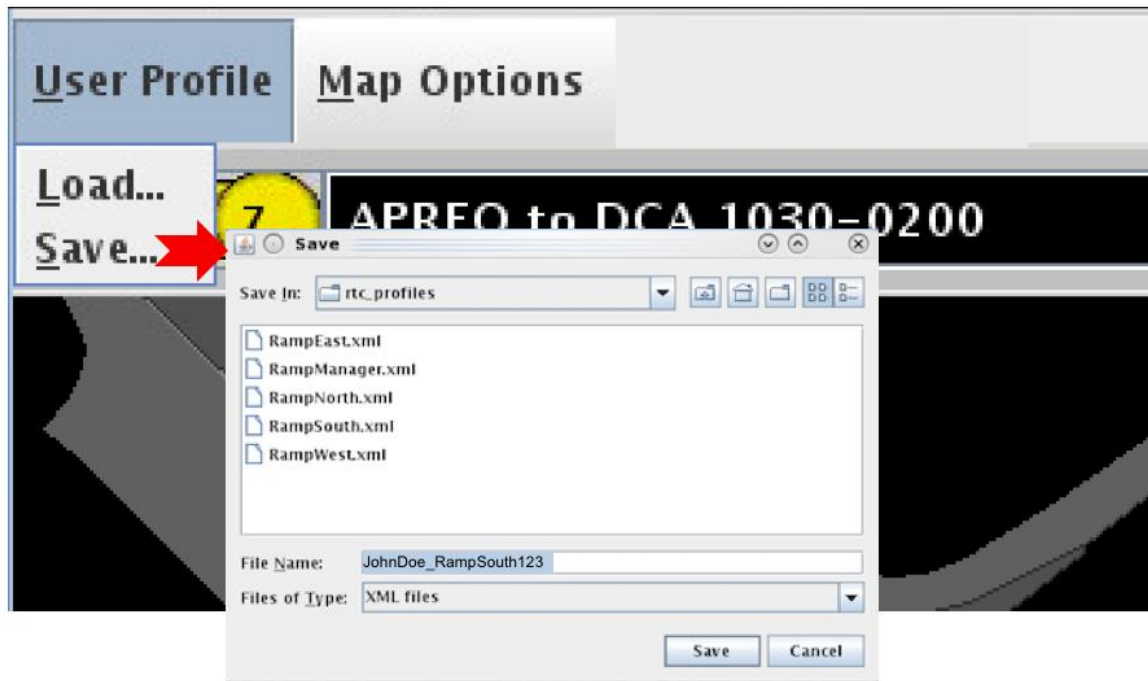 User Profile Map Options
Load...
Save...
7 APREQ to DCA 1030-0200
Save
Save In: rtc_profiles
RampEast.xml
RampManager.xml
RampNorth.xml
RampSouth.xml
RampWest.xml
File Name: JohnDoe_RampSouth123
Files of Type: XML files
Save Cancel